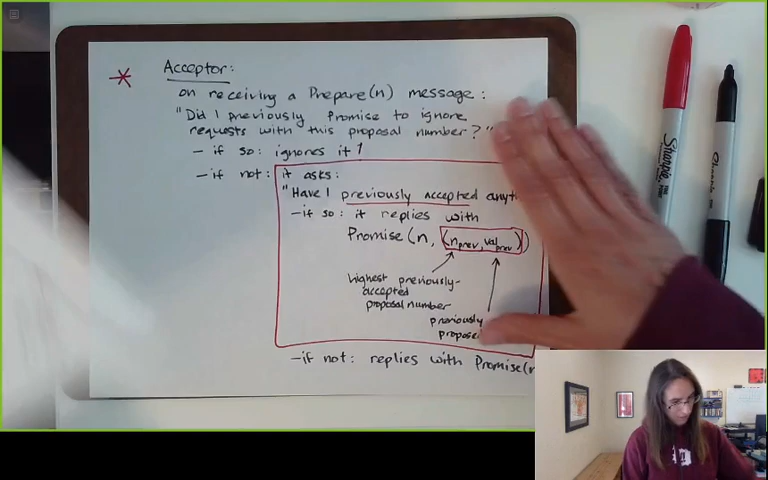 * Acceptor:
on receiving a Prepare(n) message:
"Did I previously Promise to ignore
requests with this proposal number?"
- if so: ignores it!
- if not: it asks:
"Have I previously accepted
- if so: it replies with
Promise(n, (nprev, valprev))
highest previously-
accepted
proposal number
previously
- if not: replies with Promise(
Sharpie
Sharpie